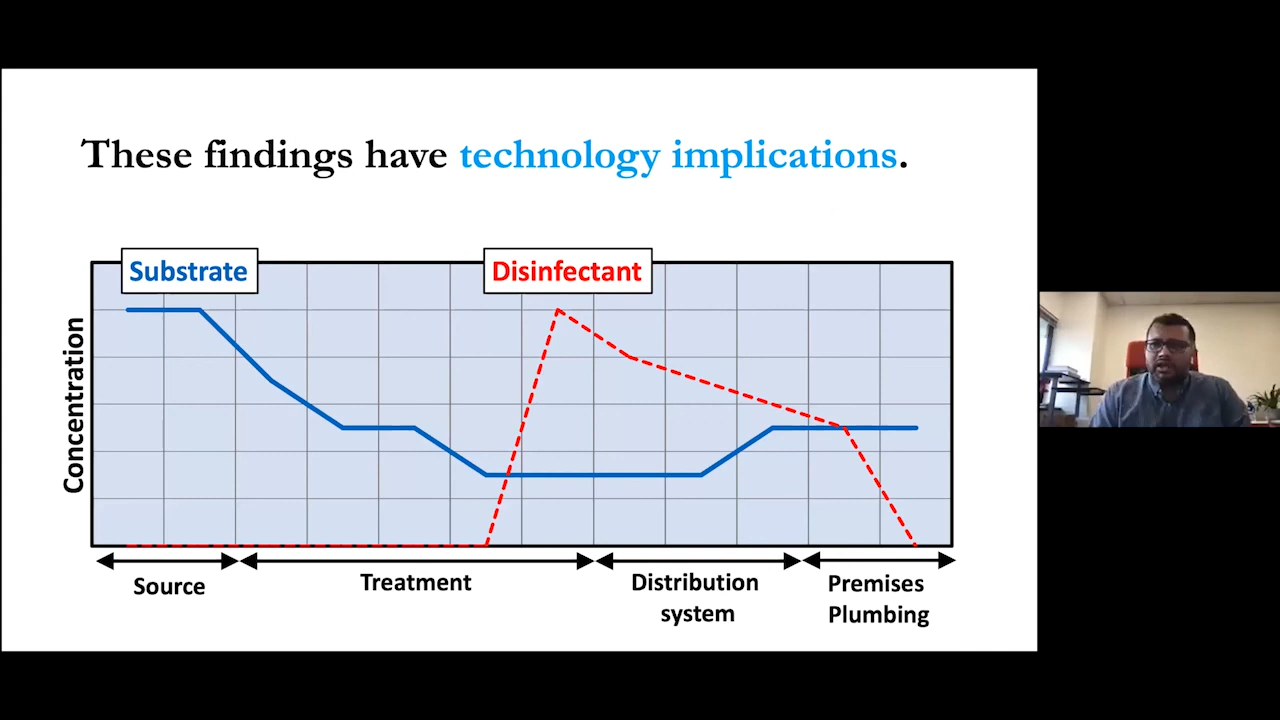 These findings have technology implications.
Substrate
Disinfectant
Concentration
Source
Treatment
Distribution
system
Premises
Plumbing